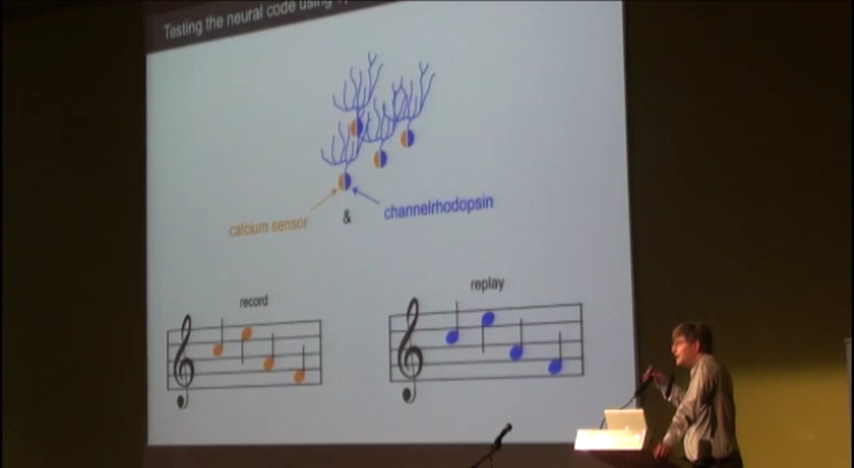 Testing the neural code using
calcium sensor
&
channelrhodopsin
record
replay